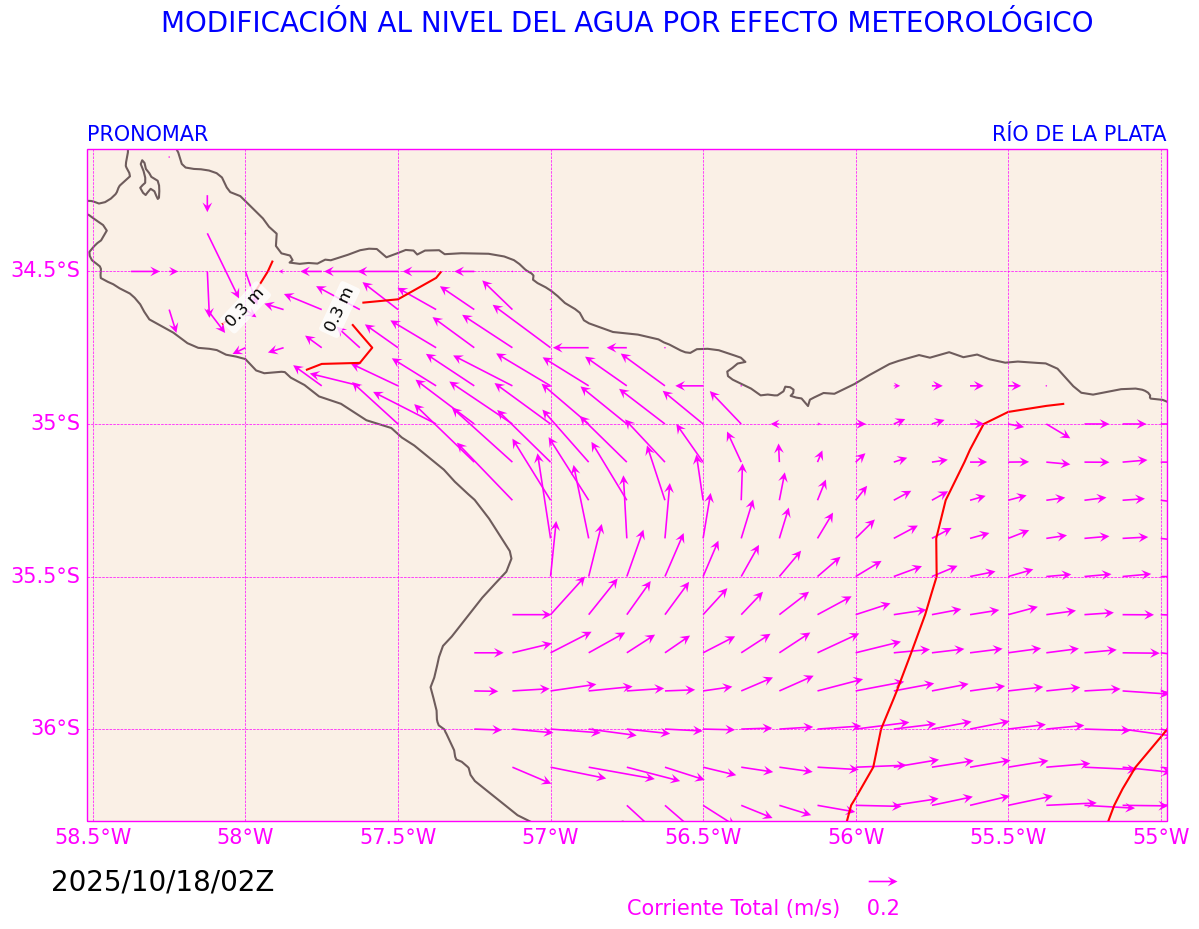 MODIFICACIÓN AL NIVEL DEL AGUA POR EFECTO METEOROLÓGICO
PRONOMAR
RÍO DE LA PLATA
34.5°S
0.3 m
0.3 m
35°S
35.5°S
36°S
58.5°W
58°W
57.5°W
57°W
56.5°W
56°W
55.5°W
55°W
2025/10/18/02Z
Corriente Total (m/s) 0.2